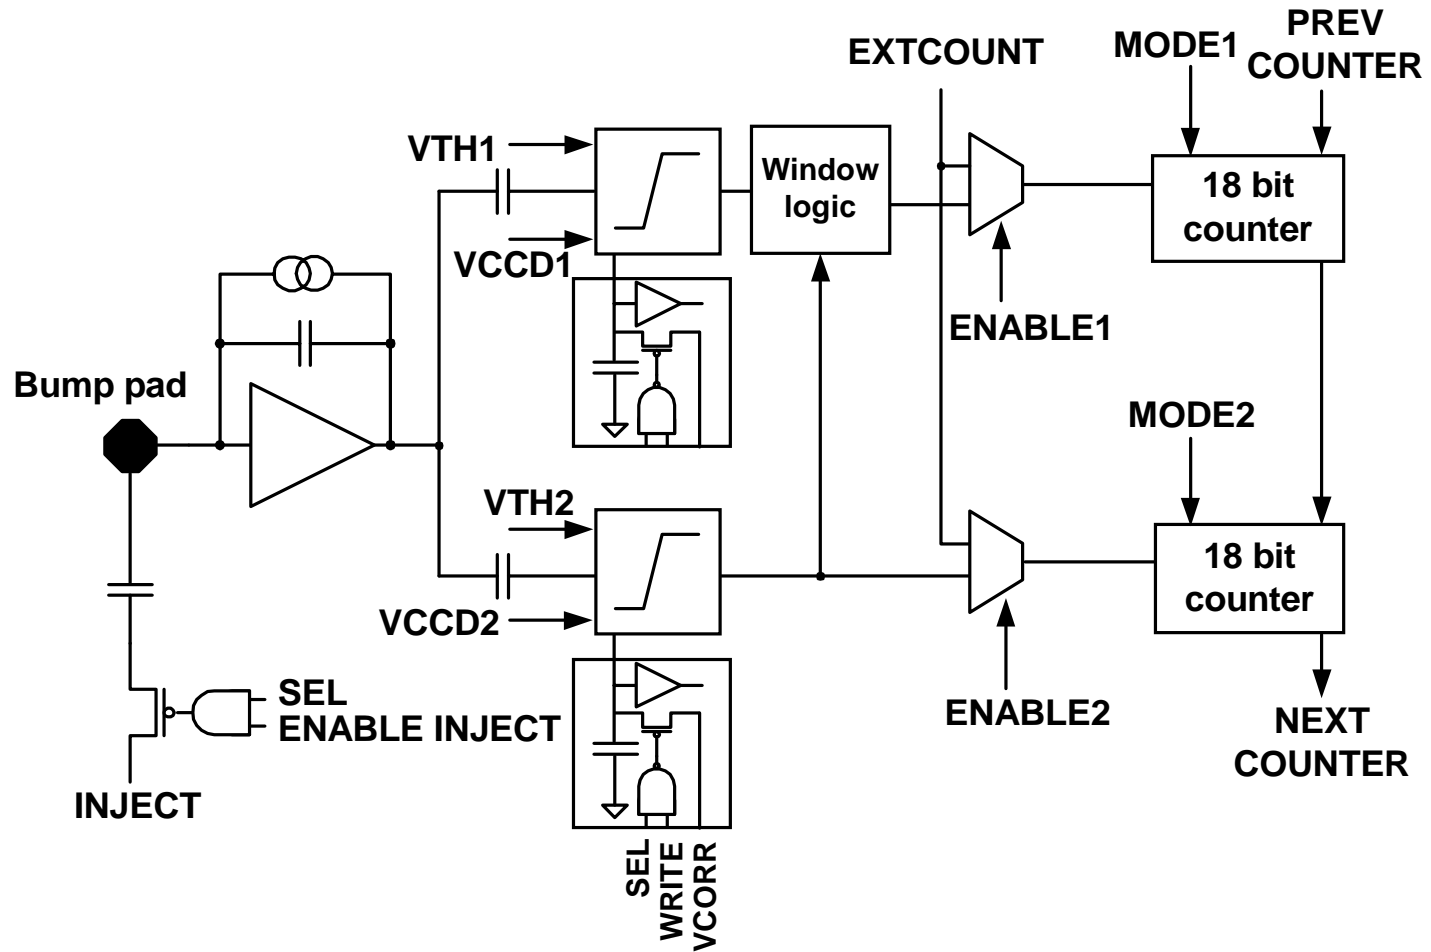 PREV
COUNTER
MODE1
EXTCOUNT
VTH1
Window
logic
18 bit
counter
VCCD1
ENABLE1
Bump pad
MODE2
VTH2
18 bit
counter
VCCD2
SEL
ENABLE INJECT
ENABLE2
NEXT
COUNTER
INJECT
SEL
WRITE
VCORR